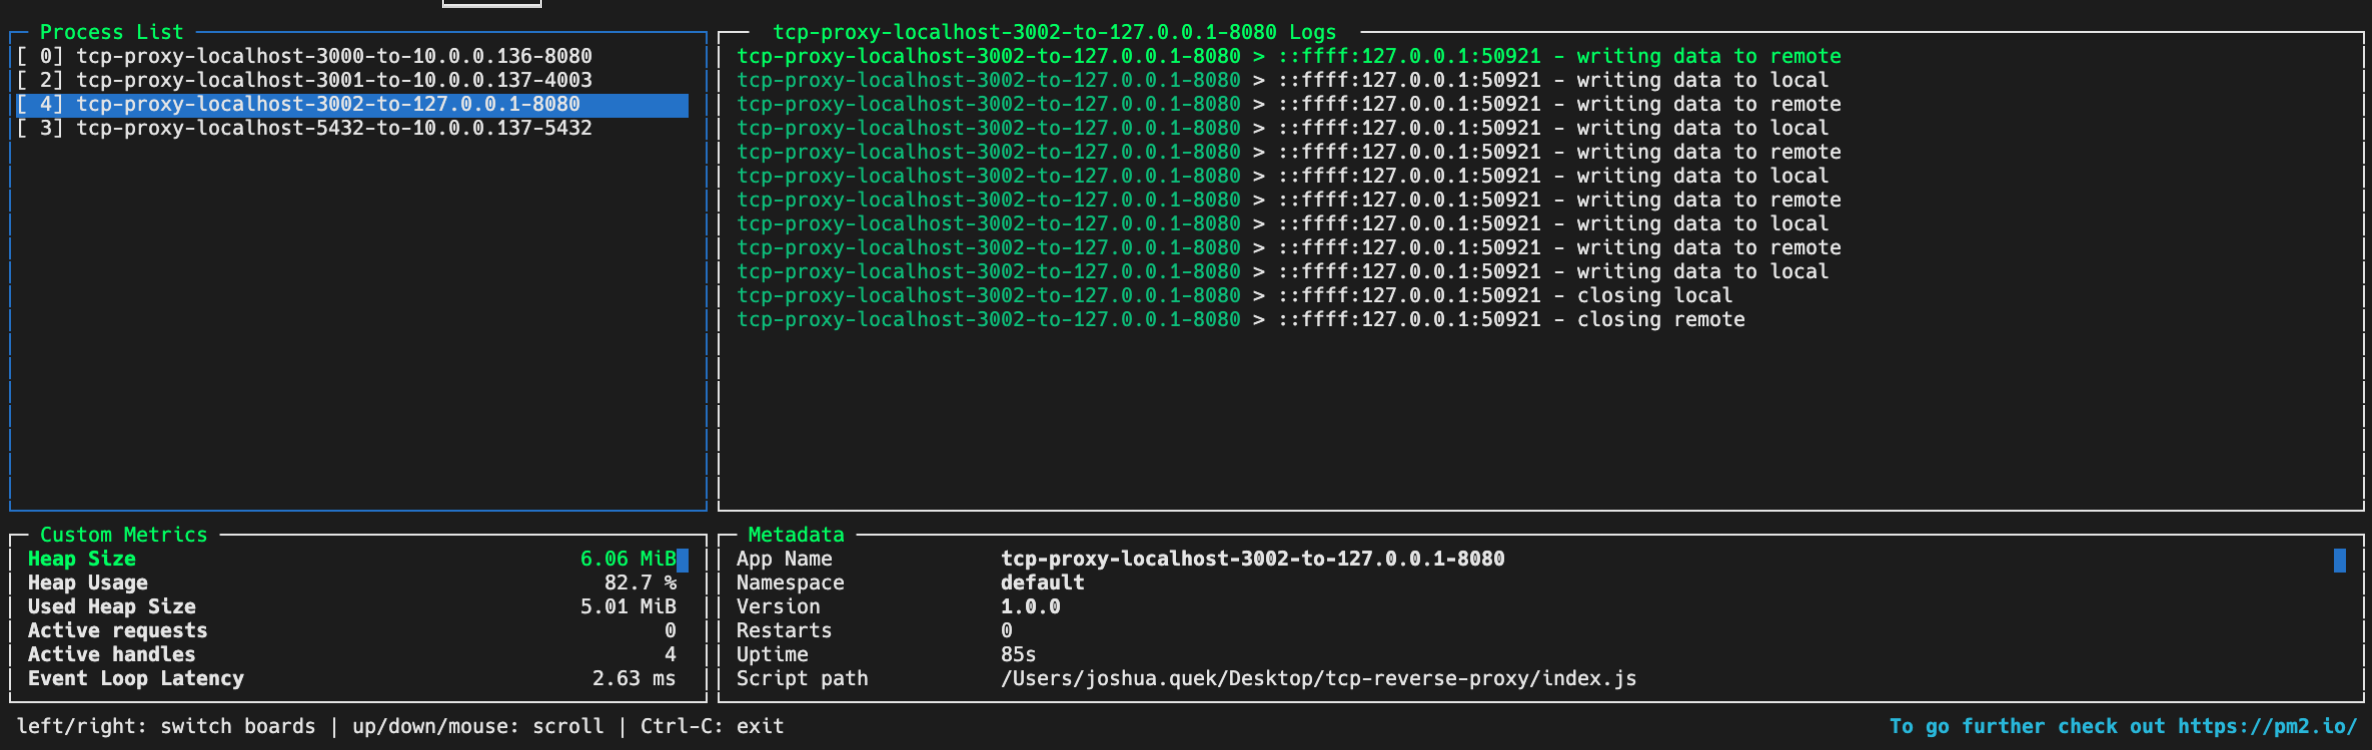 Process List
[ 0] tcp-proxy-localhost-3000-to-10.0.0.136-8080
[ 2] tcp-proxy-localhost-3001-to-10.0.0.137-4003
[ 4] tcp-proxy-localhost-3002-to-127.0.0.1-8080
[ 3] tcp-proxy-localhost-5432-to-10.0.0.137-5432
tcp-proxy-localhost-3002-to-127.0.0.1-8080 Logs
tcp-proxy-localhost-3002-to-127.0.0.1-8080 > ::ffff:127.0.0.1:50921 - writing data to remote
tcp-proxy-localhost-3002-to-127.0.0.1-8080 > ::ffff:127.0.0.1:50921 - writing data to local
tcp-proxy-localhost-3002-to-127.0.0.1-8080 > ::ffff:127.0.0.1:50921 - writing data to remote
tcp-proxy-localhost-3002-to-127.0.0.1-8080 > ::ffff:127.0.0.1:50921 - writing data to local
tcp-proxy-localhost-3002-to-127.0.0.1-8080 > ::ffff:127.0.0.1:50921 - writing data to remote
tcp-proxy-localhost-3002-to-127.0.0.1-8080 > ::ffff:127.0.0.1:50921 - writing data to local
tcp-proxy-localhost-3002-to-127.0.0.1-8080 > ::ffff:127.0.0.1:50921 - writing data to remote
tcp-proxy-localhost-3002-to-127.0.0.1-8080 > ::ffff:127.0.0.1:50921 - writing data to local
tcp-proxy-localhost-3002-to-127.0.0.1-8080 > ::ffff:127.0.0.1:50921 - writing data to remote
tcp-proxy-localhost-3002-to-127.0.0.1-8080 > ::ffff:127.0.0.1:50921 - writing data to local
tcp-proxy-localhost-3002-to-127.0.0.1-8080 > ::ffff:127.0.0.1:50921 - closing local
tcp-proxy-localhost-3002-to-127.0.0.1-8080 > ::ffff:127.0.0.1:50921 - closing remote
Custom Metrics
Heap Size 6.06 MiB
Heap Usage 82.7 %
Used Heap Size 5.01 MiB
Active requests 0
Active handles 4
Event Loop Latency 2.63 ms
Metadata
App Name tcp-proxy-localhost-3002-to-127.0.0.1-8080
Namespace default
Version 1.0.0
Restarts 0
Uptime 85s
Script path /Users/joshua.quek/Desktop/tcp-reverse-proxy/index.js
left/right: switch boards | up/down/mouse: scroll | Ctrl-C: exit
To go further check out https://pm2.io/